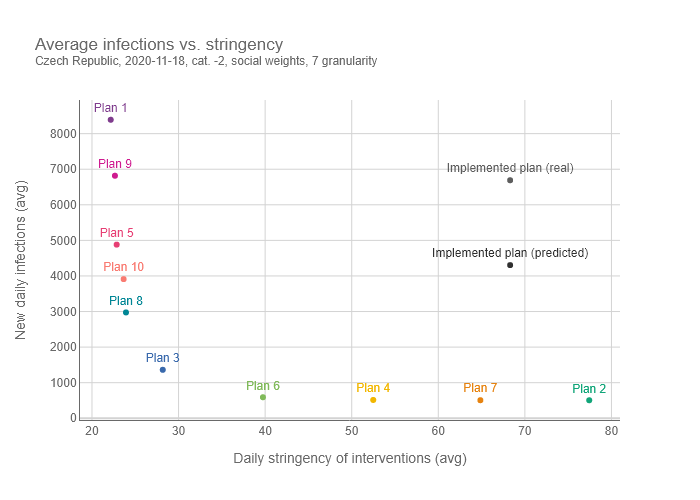 Average infections vs. stringency
Czech Republic, 2020-11-18, cat. -2, social weights, 7 granularity
Plan 1
8000
Plan 9
Implemented plan (real)
7000
6000
Plan 5
5000
Implemented plan (predicted)
Plan 10
4000
Plan 8
3000
2000
Plan 3
1000
Plan 6
Plan 4
Plan 7
Plan 2
0
20
30
40
50
60
70
80
New daily infections (avg)
Daily stringency of interventions (avg)